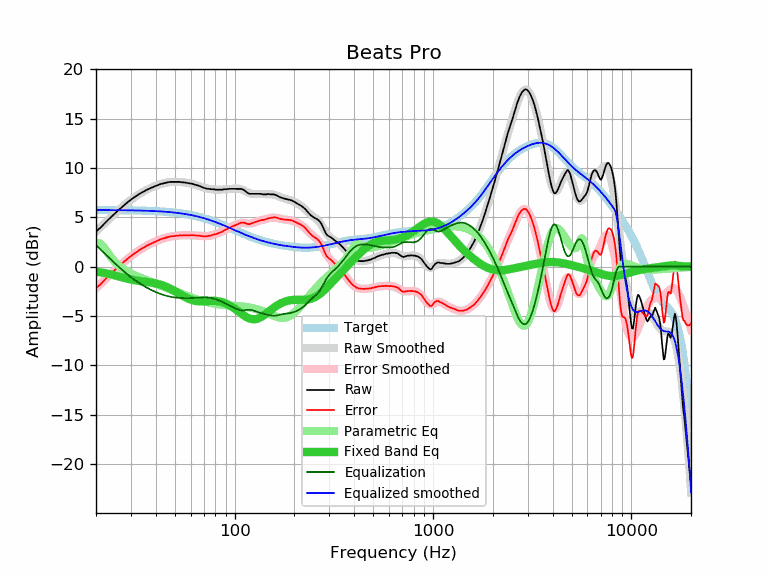 Beats Pro
20
15
10
5
0
−5
−10
−15
−20
Amplitude (dBr)
Target
Raw Smoothed
Error Smoothed
Raw
Error
Parametric Eq
Fixed Band Eq
Equalization
Equalized smoothed
100
1000
10000
Frequency (Hz)